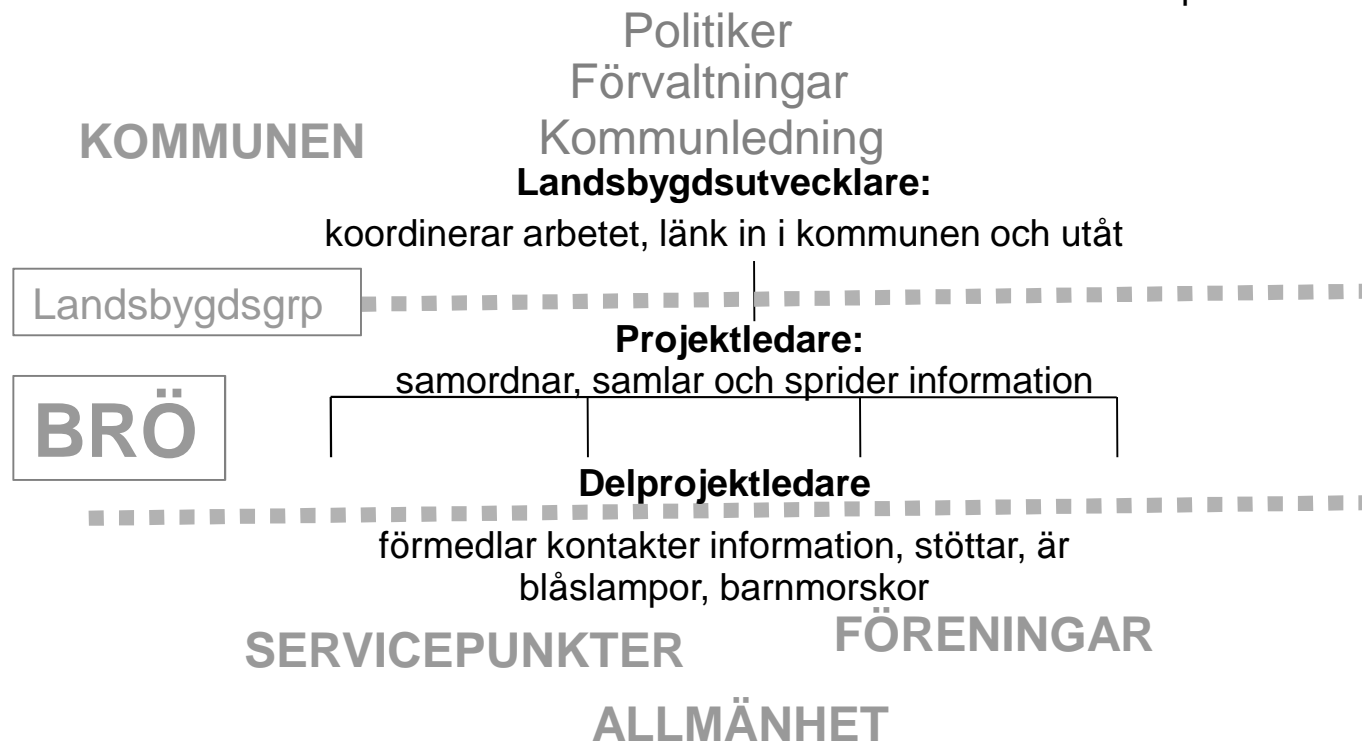 Politiker
Förvaltningar
KOMMUNEN
Kommunledning
Landsbygdsutvecklare:
koordinerar arbetet, länk in i kommunen och utåt
Landsbygdsgrp
Projektledare:
samordnar, samlar och sprider information
BRÖ
Delprojektledare
förmedlar kontakter information, stöttar, är
blåslampor, barnmorskor
SERVICEPUNKTER
FÖRENINGAR
ALLMÄNHET